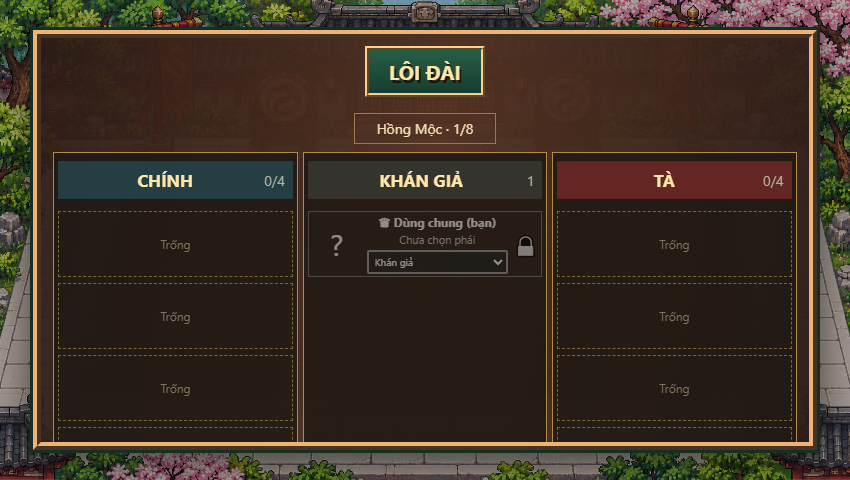 LÔI ĐÀI
Hồng Mộc · 1/8
CHÍNH 0/4
Trống
Trống
Trống
KHÁN GIẢ 1
?
Dùng chung (bạn)
Chưa chọn phái
Khán giả
TÀ 0/4
Trống
Trống
Trống